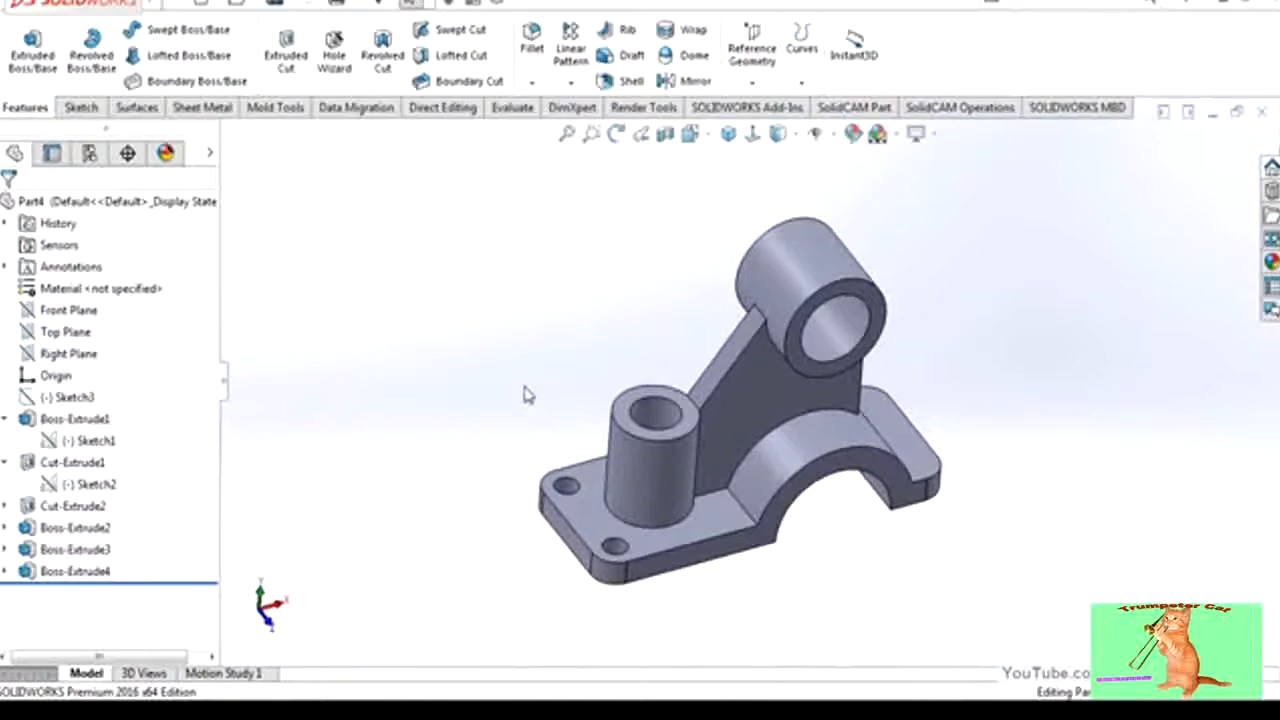 SOLIDWORKS
Extruded Boss/Base
Revolved Boss/Base
Swept Boss/Base
Lofted Boss/Base
Boundary Boss/Base
Extruded Cut
Hole Wizard
Revolved Cut
Swept Cut
Lofted Cut
Boundary Cut
Fillet
Linear Pattern
Rib
Draft
Shell
Wrap
Dome
Mirror
Reference Geometry
Curves
Instant3D
Features Sketch Surfaces Sheet Metal Mold Tools Data Migration Direct Editing Evaluate DimXpert Render Tools SOLIDWORKS Add-Ins SolidCAM Part SolidCAM Operations SOLIDWORKS MBD
Part4 (Default<<Default>_Display State
History
Sensors
Annotations
Material <not specified>
Front Plane
Top Plane
Right Plane
Origin
(-) Sketch3
Boss-Extrude1
(-) Sketch1
Cut-Extrude1
(-) Sketch2
Cut-Extrude2
Boss-Extrude2
Boss-Extrude3
Boss-Extrude4
Y
X
Z
Trumpeter Cat
Model 3D Views Motion Study 1
YouTube.co
SOLIDWORKS Premium 2016 x64 Edition
Editing Pa